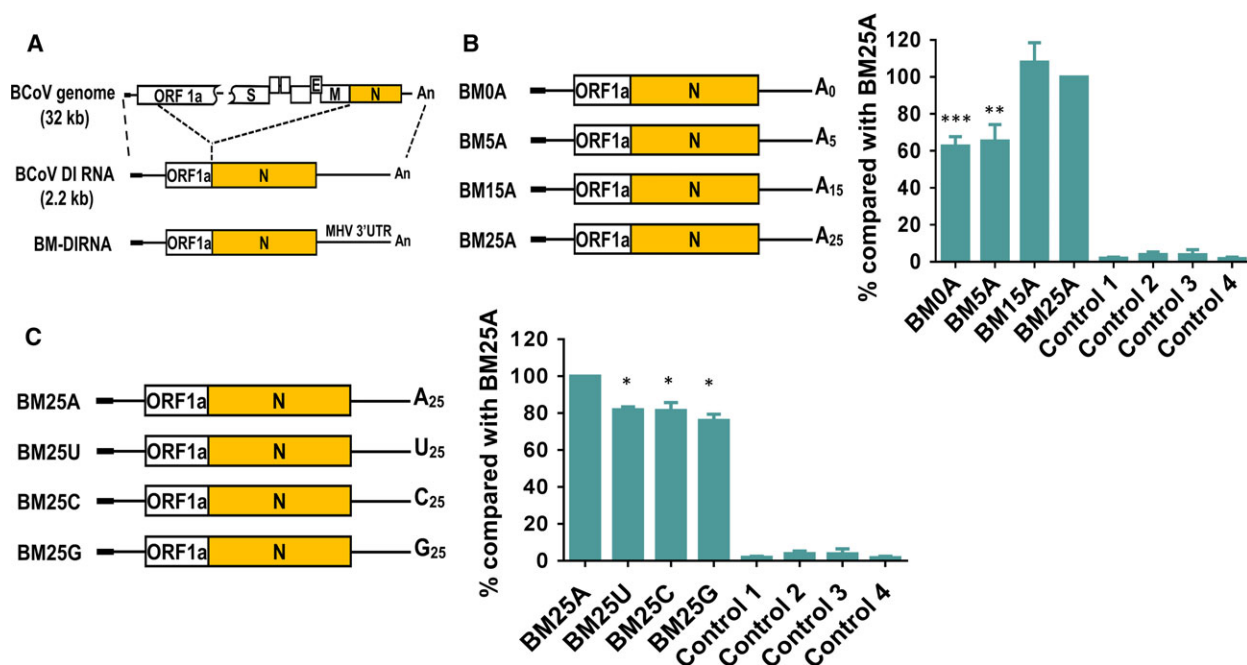 A
BCoV genome
(32 kb)
ORF 1a
S
E
M
N
An
BCoV DI RNA
(2.2 kb)
ORF1a
N
An
BM-DIRNA
ORF1a
N
MHV 3'UTR
An
B
BM0A
ORF1a
N
A0
BM5A
ORF1a
N
A5
BM15A
ORF1a
N
A15
BM25A
ORF1a
N
A25
% compared with BM25A
120
100
80
60
40
20
0
***
**
BM0A
BM5A
BM15A
BM25A
Control 1
Control 2
Control 3
Control 4
C
BM25A
ORF1a
N
A25
BM25U
ORF1a
N
U25
BM25C
ORF1a
N
C25
BM25G
ORF1a
N
G25
% compared with BM25A
120
100
80
60
40
20
0
*
*
*
BM25A
BM25U
BM25C
BM25G
Control 1
Control 2
Control 3
Control 4